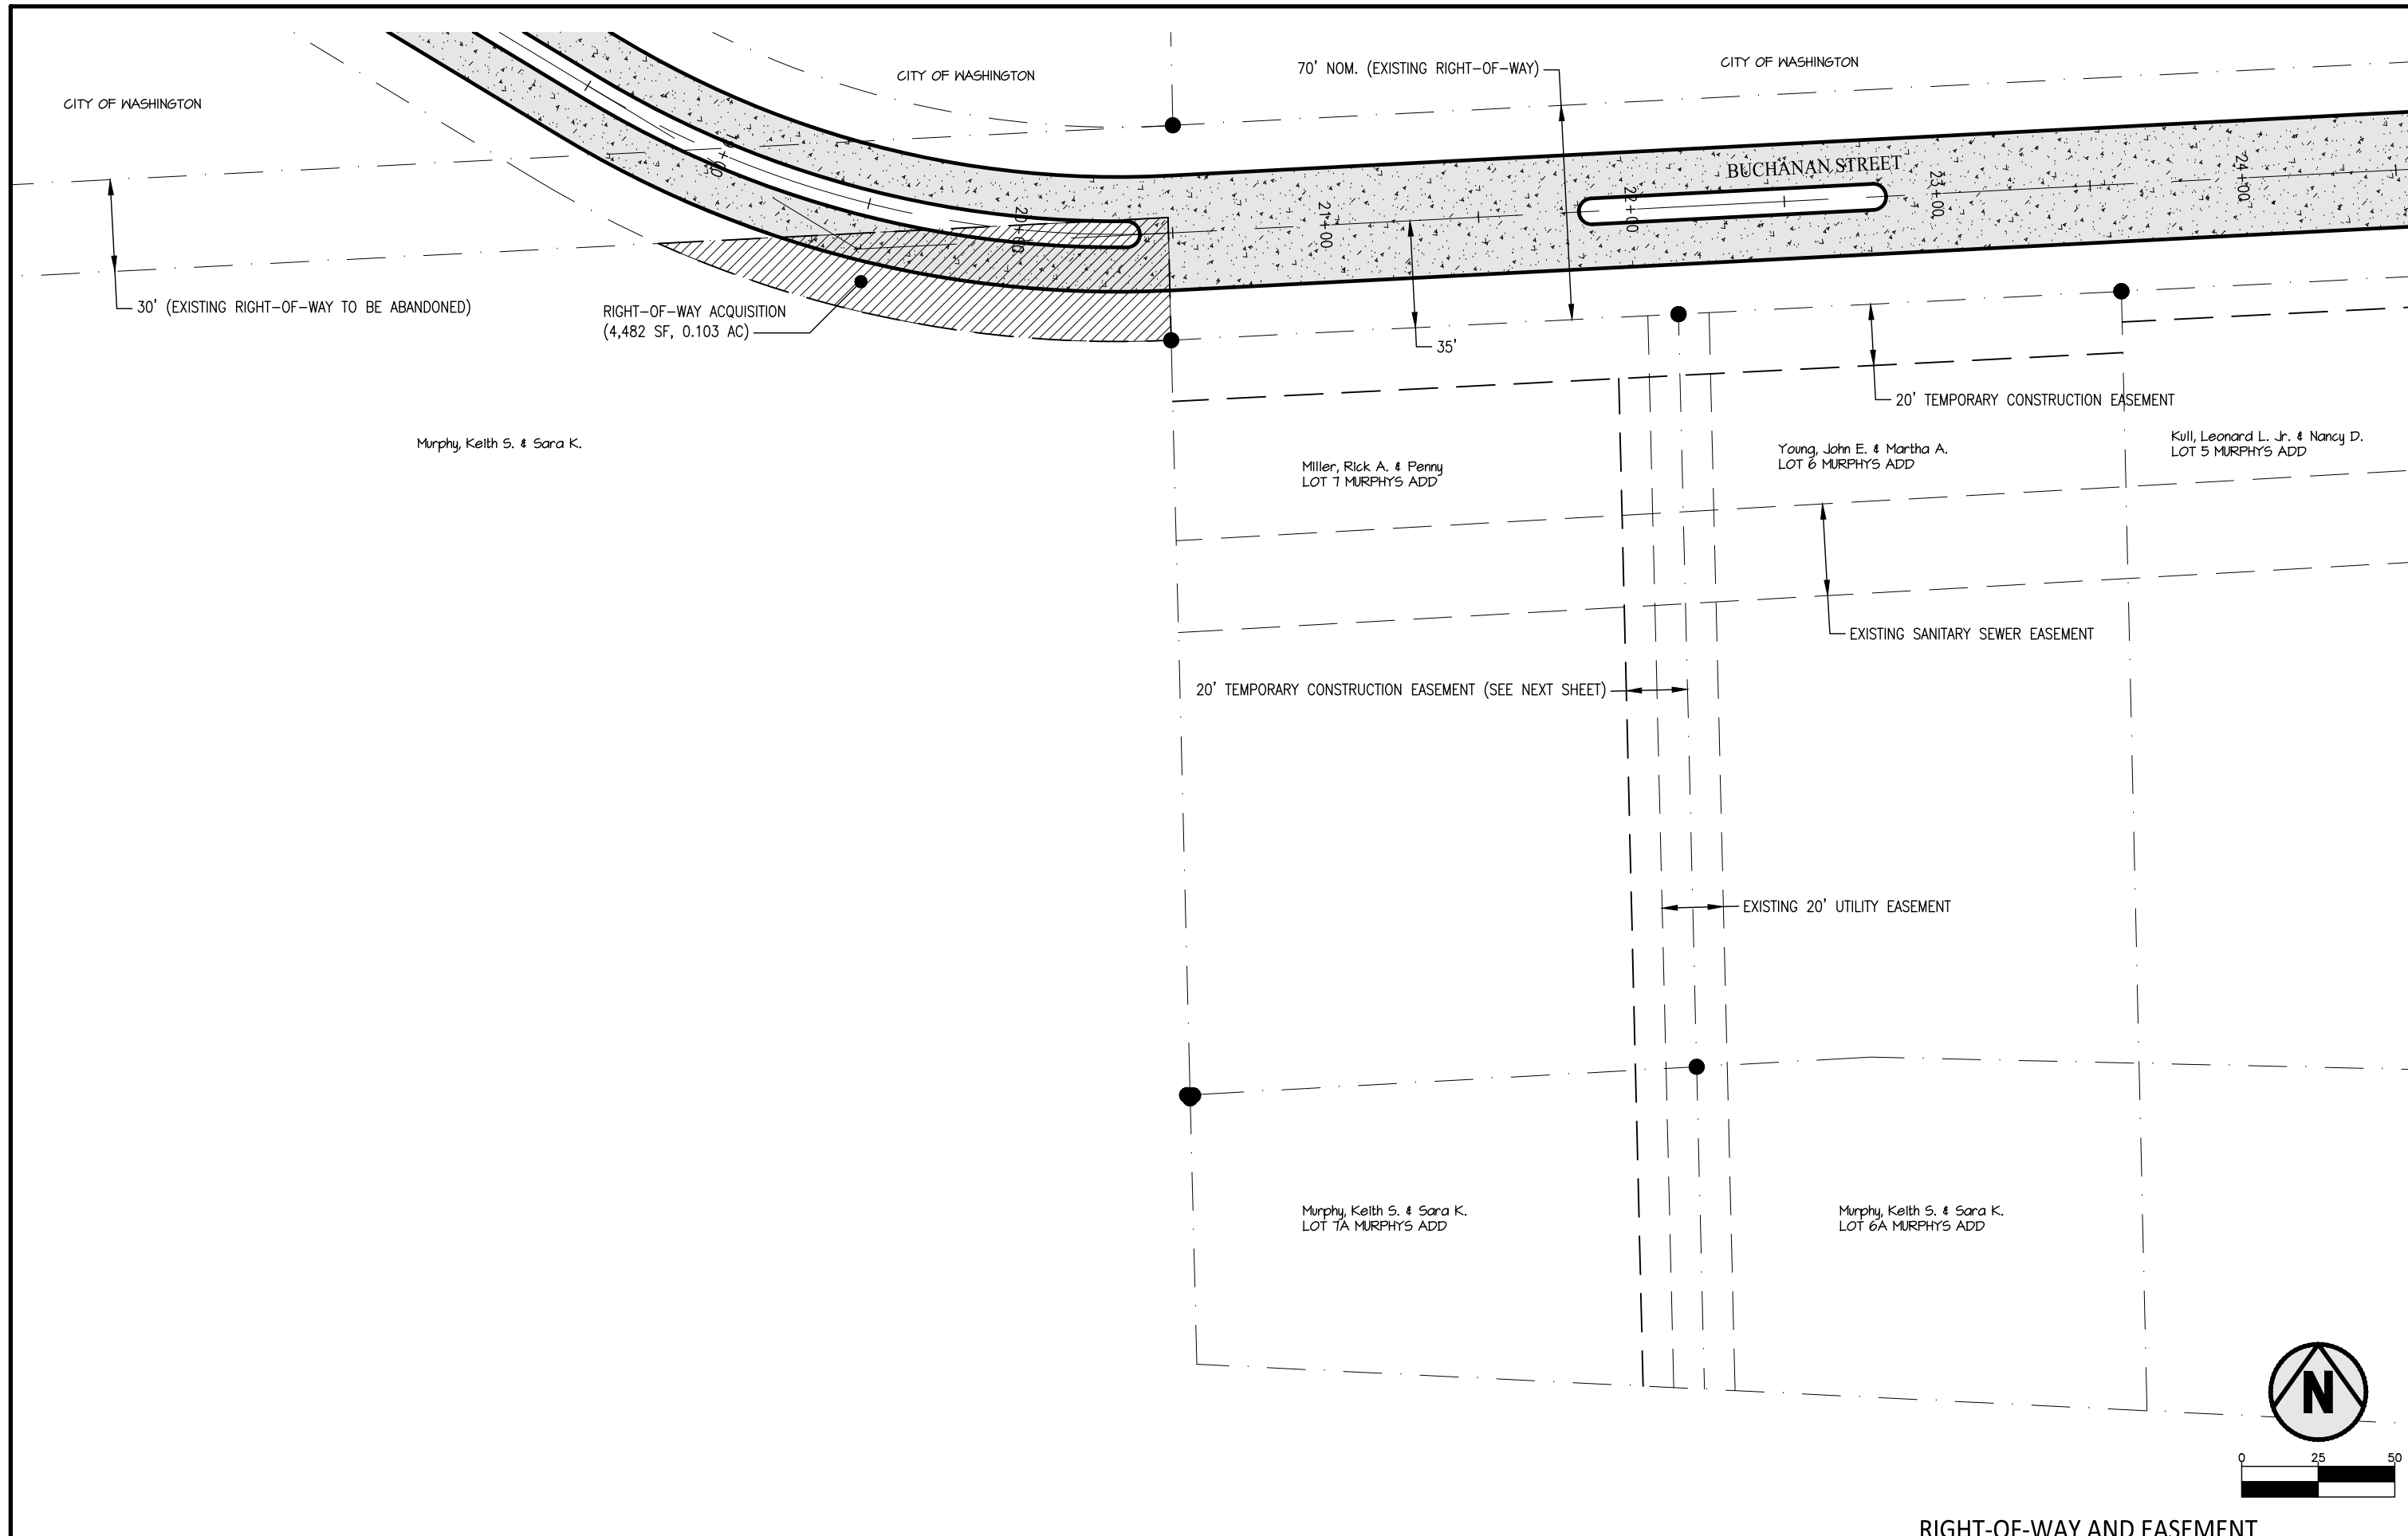 CITY OF WASHINGTON
CITY OF WASHINGTON
70' NOM. (EXISTING RIGHT-OF-WAY)
CITY OF WASHINGTON
BUCHANAN STREET
20+00
21+00
22+00
23+00
24+00
30' (EXISTING RIGHT-OF-WAY TO BE ABANDONED)
RIGHT-OF-WAY ACQUISITION
(4,482 SF, 0.103 AC)
35'
20' TEMPORARY CONSTRUCTION EASEMENT
Murphy, Keith S. & Sara K.
Miller, Rick A. & Penny
LOT 7 MURPHYS ADD
Young, John E. & Martha A.
LOT 6 MURPHYS ADD
Kull, Leonard L. Jr. & Nancy D.
LOT 5 MURPHYS ADD
EXISTING SANITARY SEWER EASEMENT
20' TEMPORARY CONSTRUCTION EASEMENT (SEE NEXT SHEET)
EXISTING 20' UTILITY EASEMENT
Murphy, Keith S. & Sara K.
LOT 7A MURPHYS ADD
Murphy, Keith S. & Sara K.
LOT 6A MURPHYS ADD
N
0 25 50
RIGHT-OF-WAY AND EASEMENT